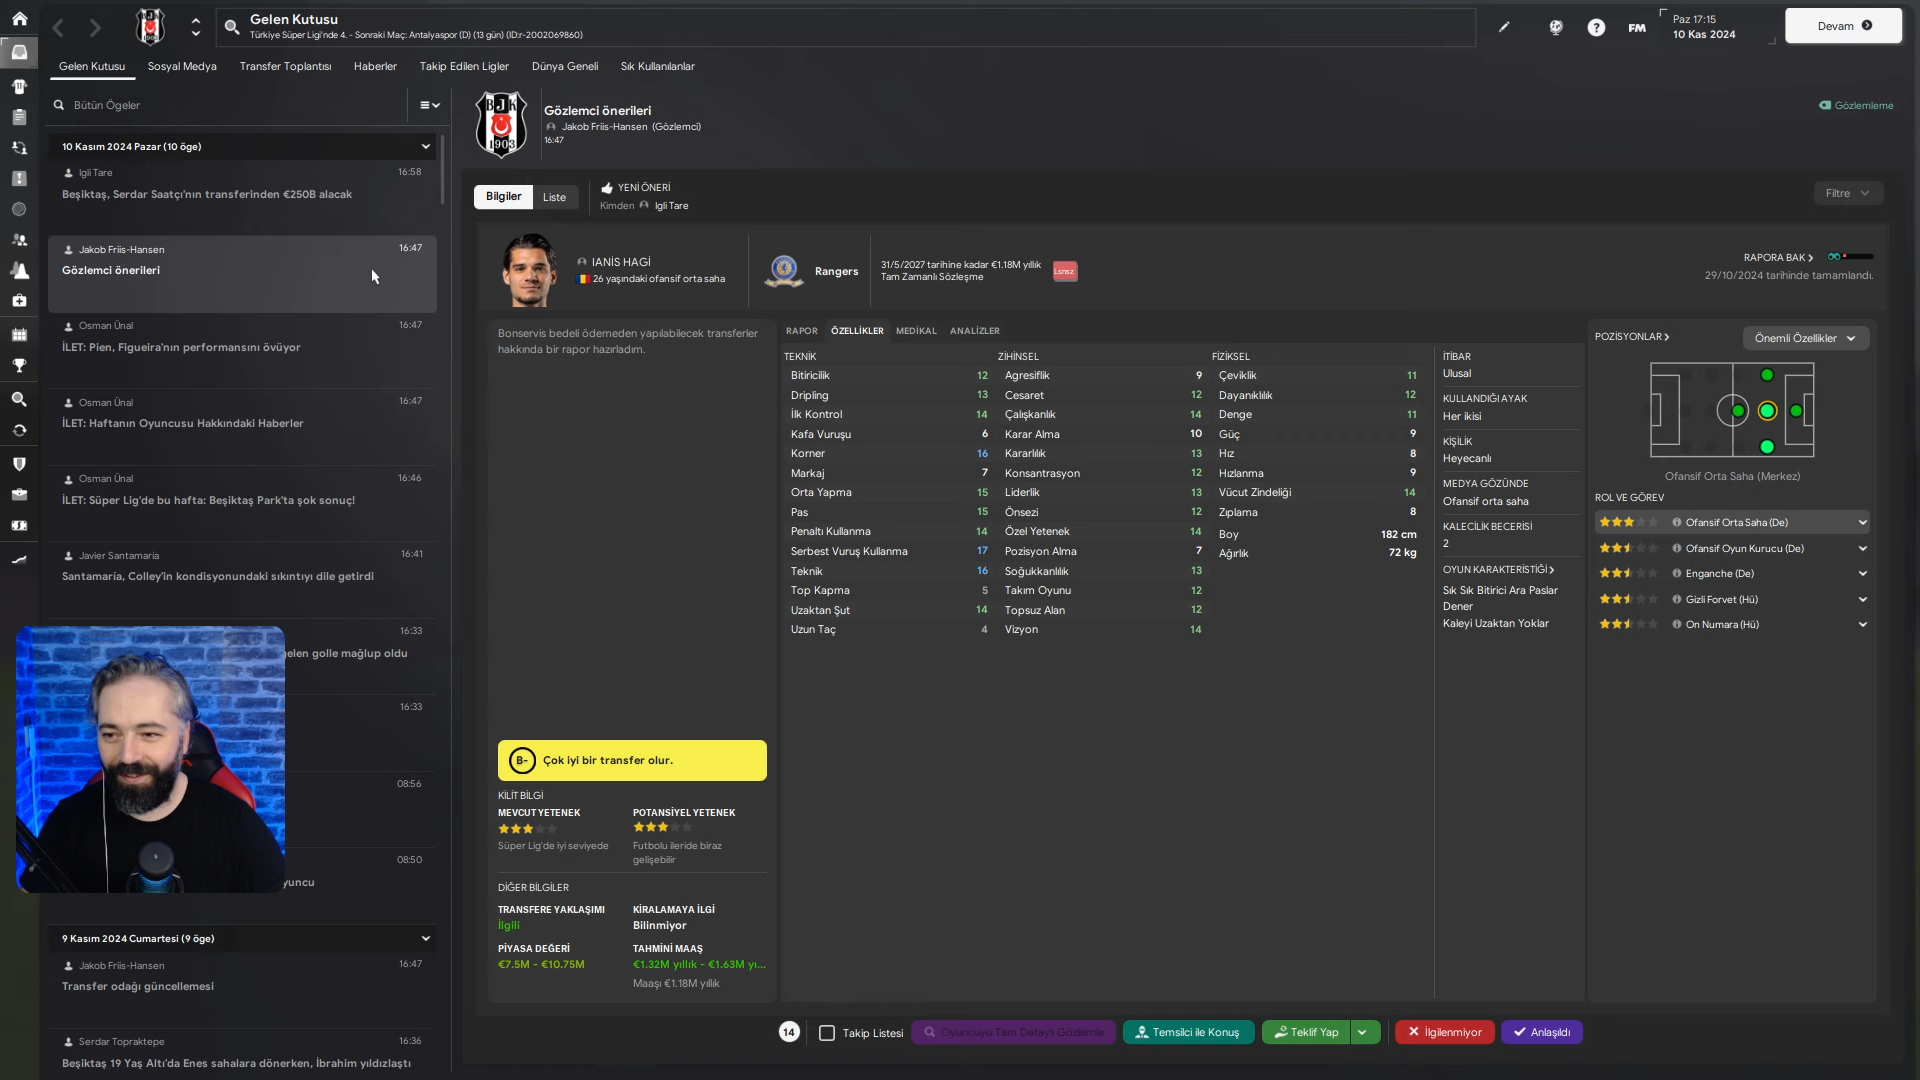 Gelen Kutusu
Türkiye Süper Ligi'nde 4. - Sonraki Maç: Antalyaspor (D) (13 gün) (ID:r-2002069860)
FM
Paz 17:15
10 Kas 2024
Devam
Gelen Kutusu
Sosyal Medya
Transfer Toplantısı
Haberler
Takip Edilen Ligler
Dünya Geneli
Sık Kullanılanlar
Bütün Ögeler
10 Kasım 2024 Pazar (10 öge)
Igli Tare
16:58
Beşiktaş, Serdar Saatçı'nın transferinden €250B alacak
Jakob Friis-Hansen
16:47
Gözlemci önerileri
Osman Ünal
16:47
İLET: Pien, Figueira'nın performansını övüyor
Osman Ünal
16:47
İLET: Haftanın Oyuncusu Hakkındaki Haberler
Osman Ünal
16:46
İLET: Süper Lig'de bu hafta: Beşiktaş Park'ta şok sonuç!
Javier Santamaría
16:41
Santamaría, Colley'in kondisyonundaki sıkıntıyı dile getirdi
16:33
elen golle mağlup oldu
16:33
08:56
08:50
yuncu
9 Kasım 2024 Cumartesi (9 öge)
Jakob Friis-Hansen
16:47
Transfer odağı güncellemesi
Serdar Topraktepe
16:36
Beşiktaş 19 Yaş Altı'da Enes sahalara dönerken, İbrahim yıldızlaştı
BJK
1903
Gözlemci önerileri
Jakob Friis-Hansen (Gözlemci)
16:47
Gözlemleme
Bilgiler
Liste
YENİ ÖNERİ
Kimden Igli Tare
Filtre
IANİS HAGİ
26 yaşındaki ofansif orta saha
Rangers
31/5/2027 tarihine kadar €1.18M yıllık
Tam Zamanlı Sözleşme
Lsnsz
RAPORA BAK
29/10/2024 tarihinde tamamlandı.
Bonservis bedeli ödemeden yapılabilecek transferler
hakkında bir rapor hazırladım.
B-
Çok iyi bir transfer olur.
KİLİT BİLGİ
MEVCUT YETENEK
Süper Lig'de iyi seviyede
POTANSİYEL YETENEK
Futbolu ileride biraz
gelişebilir
DİĞER BİLGİLER
TRANSFERE YAKLAŞIMI
İlgili
KİRALAMAYA İLGİ
Bilinmiyor
PİYASA DEĞERİ
€7.5M - €10.75M
TAHMİNİ MAAŞ
€1.32M yıllık - €1.63M yı...
Maaşı €1.18M yıllık
RAPOR
ÖZELLİKLER
MEDİKAL
ANALİZLER
TEKNİK
Bitiricilik 12
Dripling 13
İlk Kontrol 14
Kafa Vuruşu 6
Korner 16
Markaj 7
Orta Yapma 15
Pas 15
Penaltı Kullanma 14
Serbest Vuruş Kullanma 17
Teknik 16
Top Kapma 5
Uzaktan Şut 14
Uzun Taç 4
ZİHİNSEL
Agresiflik 9
Cesaret 12
Çalışkanlık 14
Karar Alma 10
Kararlılık 13
Konsantrasyon 12
Liderlik 13
Önsezi 12
Özel Yetenek 14
Pozisyon Alma 7
Soğukkanlılık 13
Takım Oyunu 12
Topsuz Alan 12
Vizyon 14
FİZİKSEL
Çeviklik 11
Dayanıklılık 12
Denge 11
Güç 9
Hız 8
Hızlanma 9
Vücut Zindeliği 14
Zıplama 8
Boy 182 cm
Ağırlık 72 kg
İTİBAR
Ulusal
KULLANDIĞI AYAK
Her ikisi
KİŞİLİK
Heyecanlı
MEDYA GÖZÜNDE
Ofansif orta saha
KALECİLİK BECERİSİ
2
OYUN KARAKTERİSTİĞİ
Sık Sık Bitirici Ara Paslar
Dener
Kaleyi Uzaktan Yoklar
POZİSYONLAR
Önemli Özellikler
Ofansif Orta Saha (Merkez)
ROL VE GÖREV
Ofansif Orta Saha (De)
Ofansif Oyun Kurucu (De)
Enganche (De)
Gizli Forvet (Hü)
On Numara (Hü)
14
Takip Listesi
Oyuncuyu Tam Detaylı Gözlemle
Temsilci ile Konuş
Teklif Yap
İlgilenmiyor
Anlaşıldı